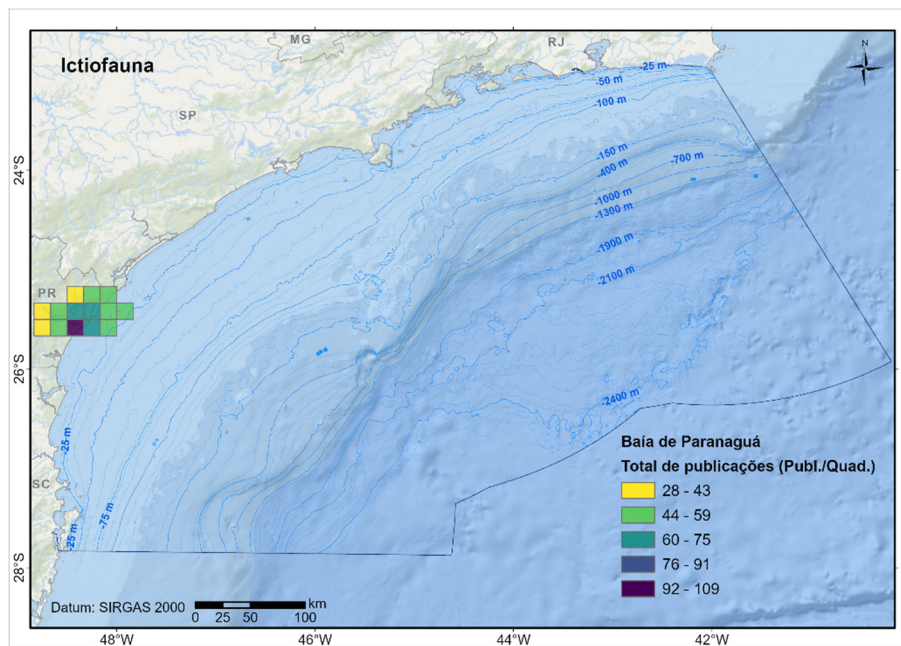 MG
RJ
N
Ictiofauna
-25 m
-50 m
-100 m
SP
-150 m
-700 m
24°S
-400 m
-1000 m
-1300 m
-1900 m
-2100 m
PR
26°S
-2400 m
-25 m
Baía de Paranaguá
Total de publicações (Publ./Quad.)
SC
28 - 43
-75 m
44 - 59
-25 m
60 - 75
28°S
76 - 91
92 - 109
Datum: SIRGAS 2000
km
0 25 50 100
48°W 46°W 44°W 42°W